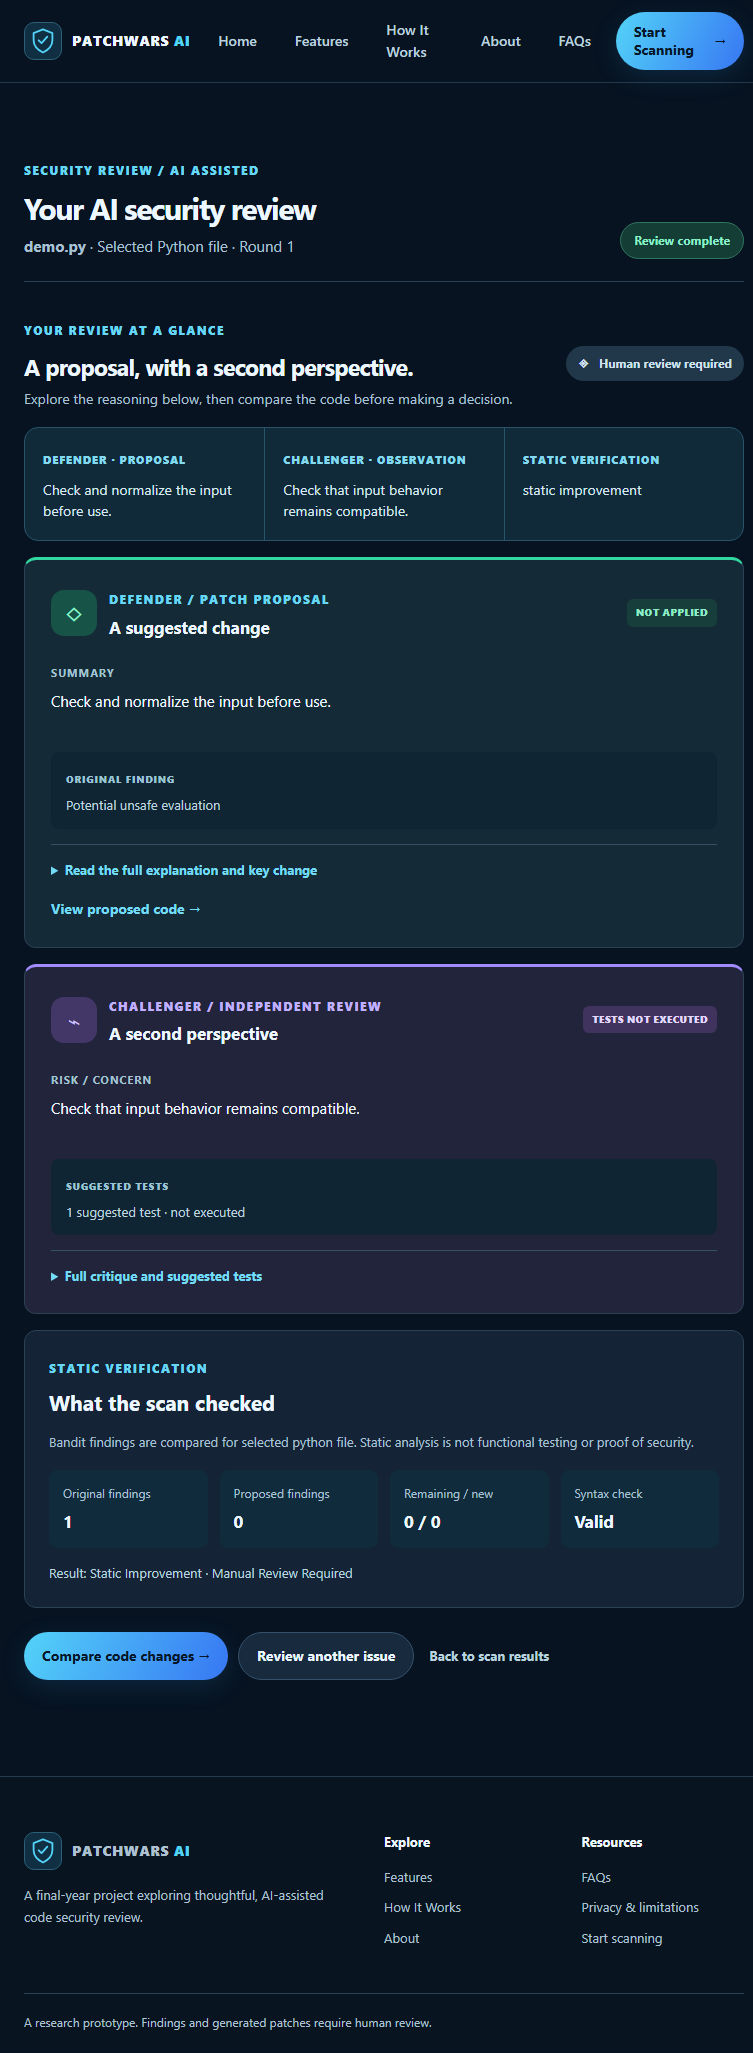 PATCHWARS AI
Home
Features
How It
Works
About
FAQs
Start
Scanning →
SECURITY REVIEW / AI ASSISTED
Your AI security review
demo.py · Selected Python file · Round 1
Review complete
YOUR REVIEW AT A GLANCE
A proposal, with a second perspective.
Human review required
Explore the reasoning below, then compare the code before making a decision.
DEFENDER · PROPOSAL
Check and normalize the input
before use.
CHALLENGER · OBSERVATION
Check that input behavior
remains compatible.
STATIC VERIFICATION
static improvement
DEFENDER / PATCH PROPOSAL
A suggested change
NOT APPLIED
SUMMARY
Check and normalize the input before use.
ORIGINAL FINDING
Potential unsafe evaluation
Read the full explanation and key change
View proposed code →
CHALLENGER / INDEPENDENT REVIEW
A second perspective
TESTS NOT EXECUTED
RISK / CONCERN
Check that input behavior remains compatible.
SUGGESTED TESTS
1 suggested test · not executed
Full critique and suggested tests
STATIC VERIFICATION
What the scan checked
Bandit findings are compared for selected python file. Static analysis is not functional testing or proof of security.
Original findings
1
Proposed findings
0
Remaining / new
0 / 0
Syntax check
Valid
Result: Static Improvement · Manual Review Required
Compare code changes →
Review another issue
Back to scan results
PATCHWARS AI
A final-year project exploring thoughtful, AI-assisted
code security review.
Explore
Features
How It Works
About
Resources
FAQs
Privacy & limitations
Start scanning
A research prototype. Findings and generated patches require human review.